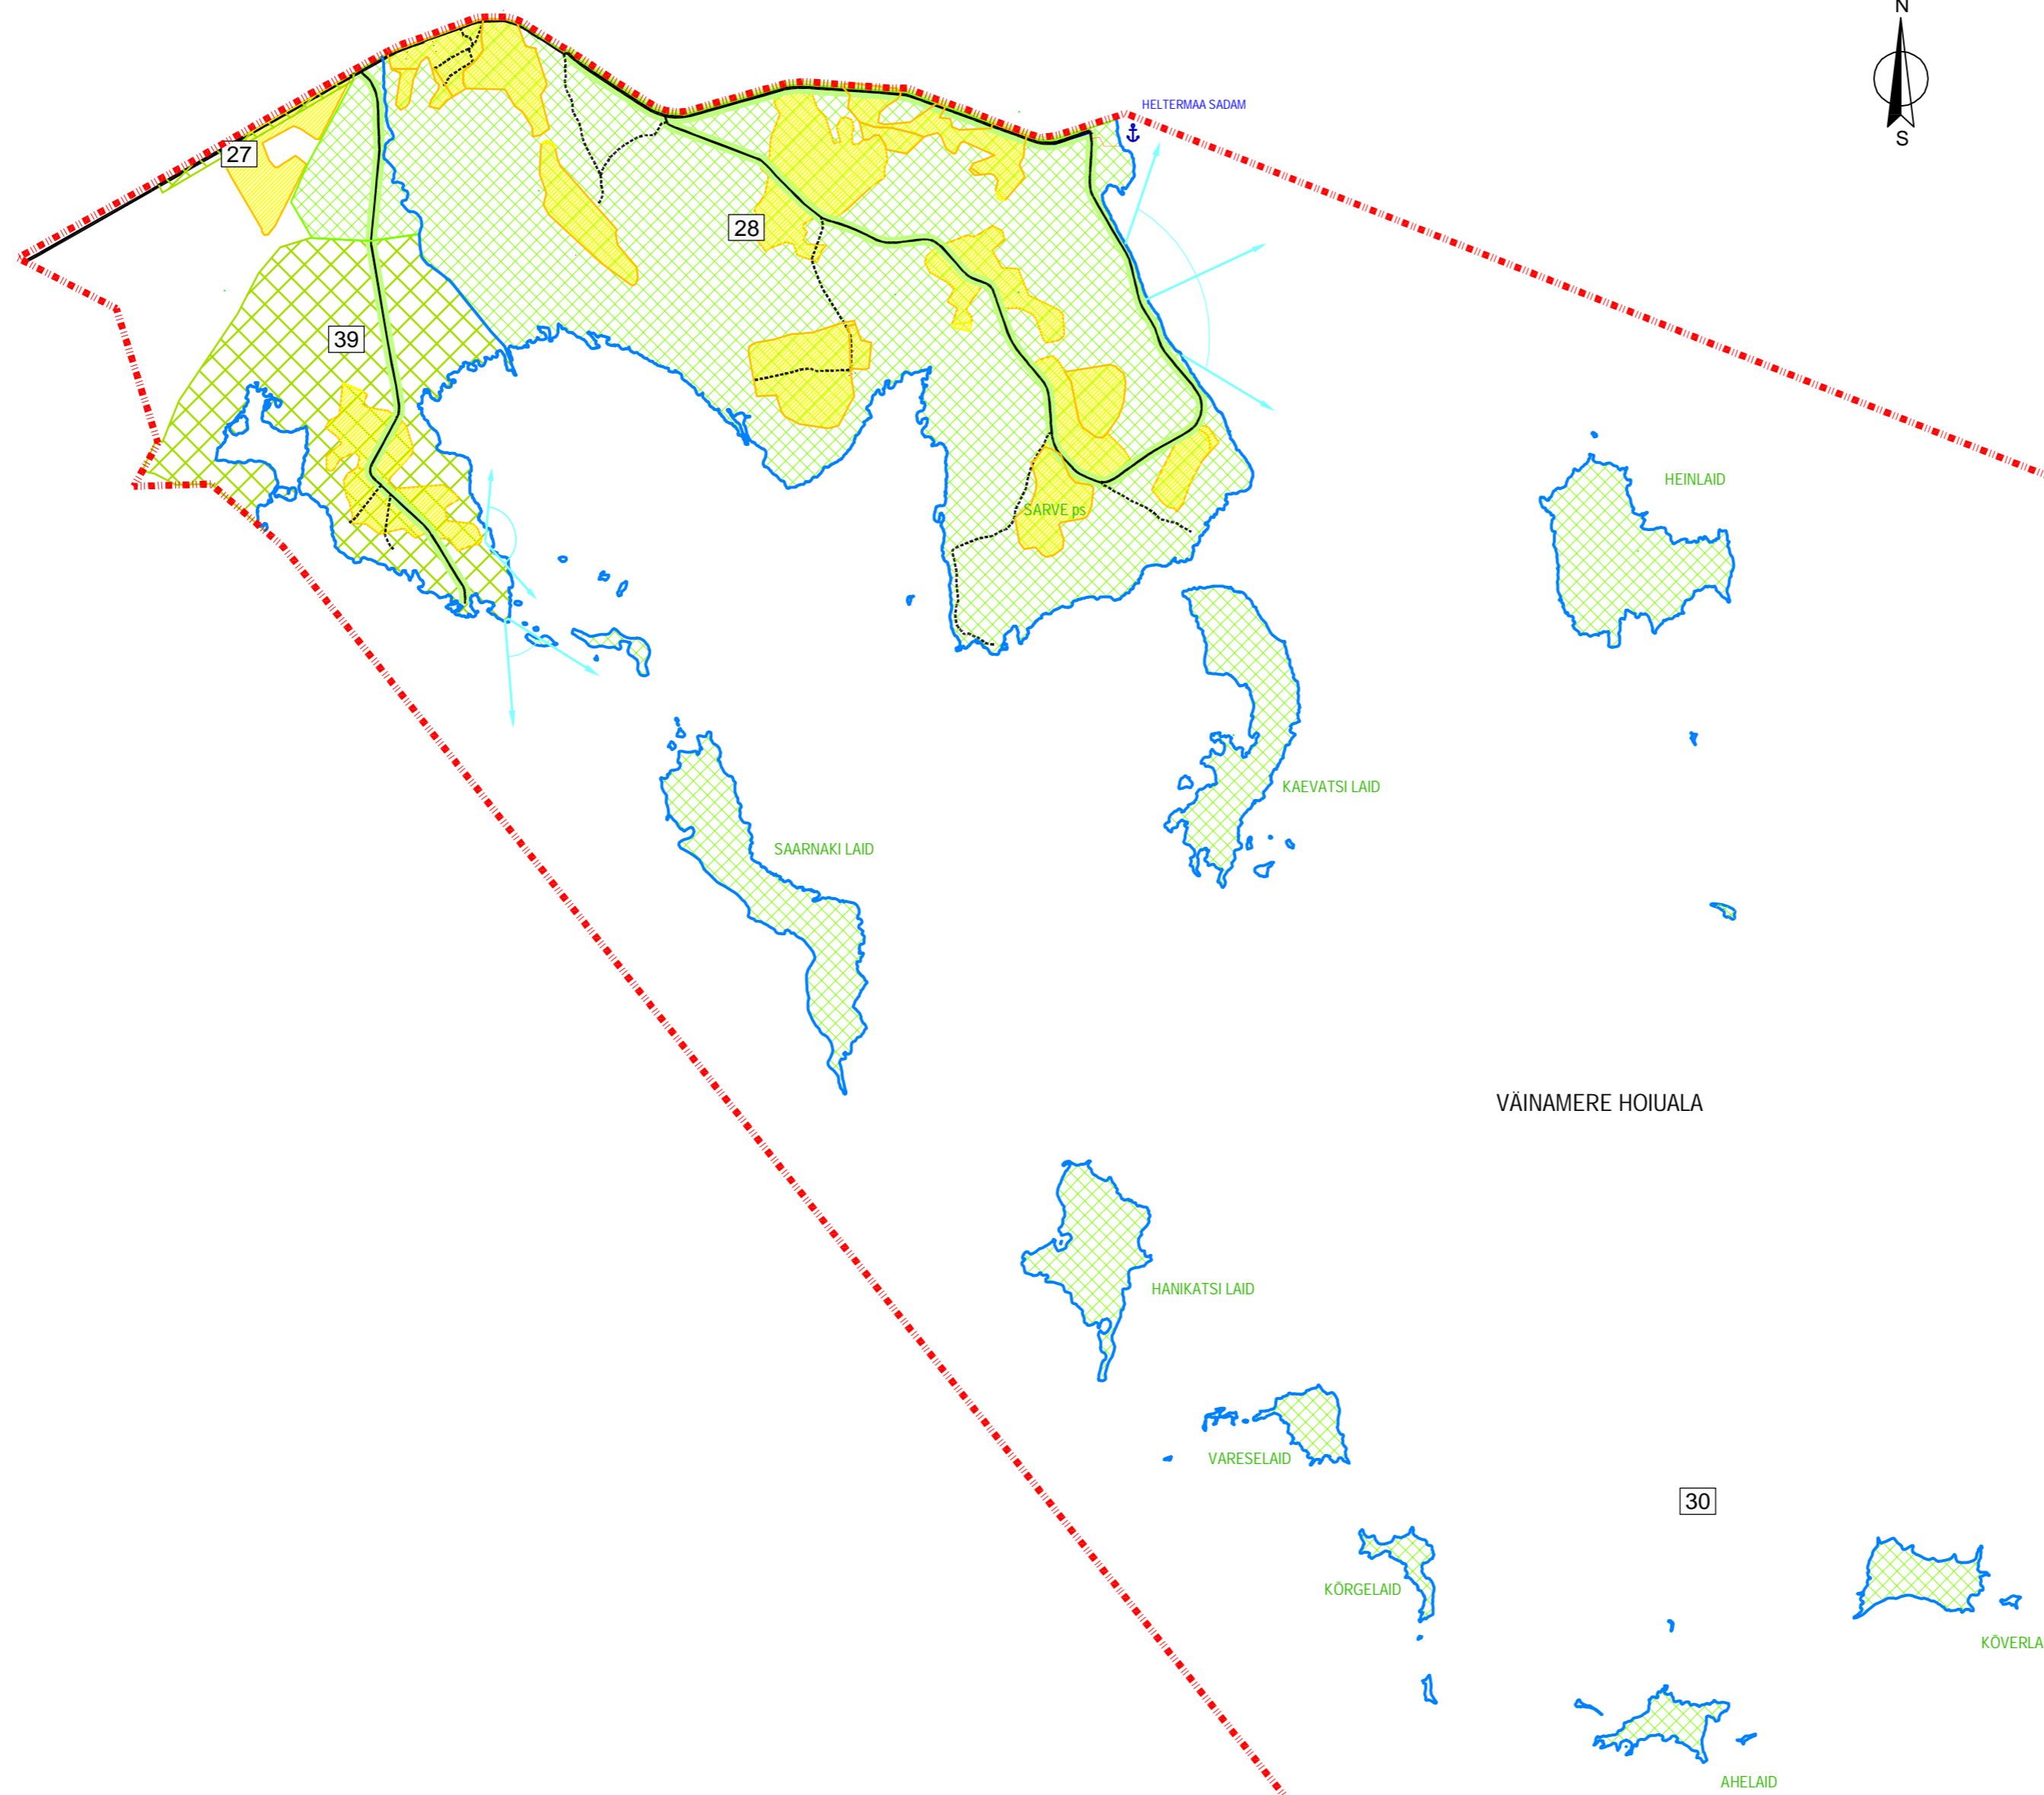 N
HELTERMAA SADAM
S
27
28
39
HEINLAID
SARVE ps
KAEVATSI LAID
SAARNAKI LAID
VÄINAMERE HOIUALA
HANIKATSI LAID
VARESELAID
30
KÕRGELAID
KÕVERLA
AHELAID